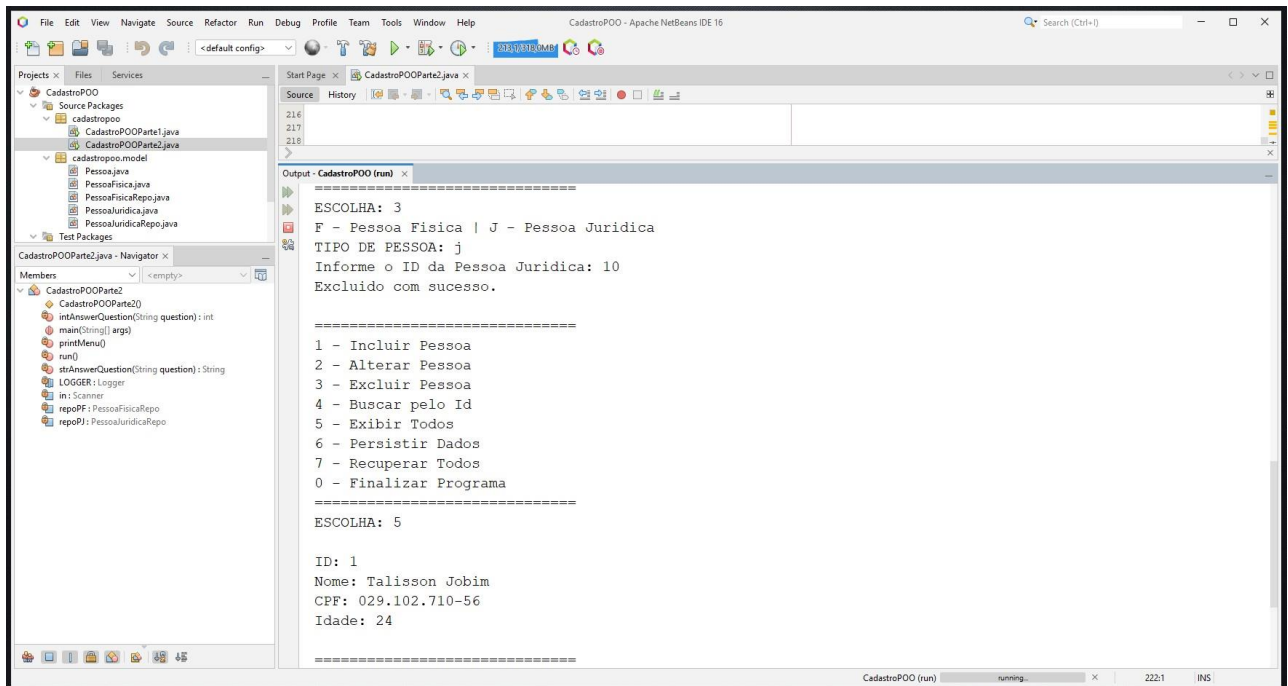 File Edit View Navigate Source Refactor Run Debug Profile Team Tools Window Help CadastroPOO - Apache NetBeans IDE 16 Search (Ctrl+I)
<default config>
Projects Files Services
CadastroPOO
Source Packages
cadastropoo
CadastroPOOParte1.java
CadastroPOOParte2.java
cadastropoo.model
Pessoa.java
PessoaFisica.java
PessoaFisicaRepo.java
PessoaJuridica.java
PessoaJuridicaRepo.java
Test Packages
CadastroPOOParte2.java - Navigator
Members <empty>
CadastroPOOParte2
CadastroPOOParte2()
intAnswerQuestion(String question) : int
main(String[] args)
printMenu()
run()
strAnswerQuestion(String question) : String
LOGGER : Logger
in : Scanner
repoPF : PessoaFisicaRepo
repoPJ : PessoaJuridicaRepo
Start Page CadastroPOOParte2.java
Source History
216
217
218
Output - CadastroPOO (run)
==============================
ESCOLHA: 3
F - Pessoa Fisica | J - Pessoa Juridica
TIPO DE PESSOA: j
Informe o ID da Pessoa Juridica: 10
Excluido com sucesso.
==============================
1 - Incluir Pessoa
2 - Alterar Pessoa
3 - Excluir Pessoa
4 - Buscar pelo Id
5 - Exibir Todos
6 - Persistir Dados
7 - Recuperar Todos
0 - Finalizar Programa
==============================
ESCOLHA: 5
ID: 1
Nome: Talisson Jobim
CPF: 029.102.710-56
Idade: 24
==============================
CadastroPOO (run) running... 222:1 INS